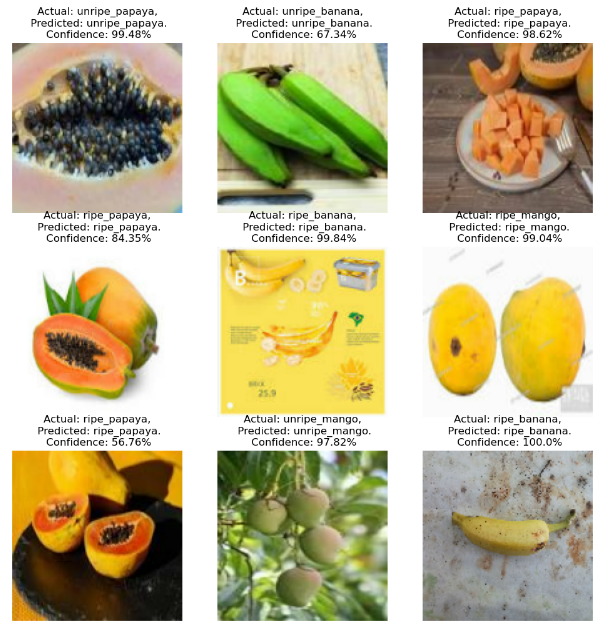 Actual: unripe_papaya,
Predicted: unripe_papaya.
Confidence: 99.48%
Actual: unripe_banana,
Predicted: unripe_banana.
Confidence: 67.34%
Actual: ripe_papaya,
Predicted: ripe_papaya.
Confidence: 98.62%
Actual: ripe_papaya,
Predicted: ripe_papaya.
Confidence: 84.35%
Actual: ripe_banana,
Predicted: ripe_banana.
Confidence: 99.84%
B
BRIX
25,9
Actual: ripe_mango,
Predicted: ripe_mango.
Confidence: 99.04%
Actual: ripe_papaya,
Predicted: ripe_papaya.
Confidence: 56.76%
Actual: unripe_mango,
Predicted: unripe_mango.
Confidence: 97.82%
Actual: ripe_banana,
Predicted: ripe_banana.
Confidence: 100.0%